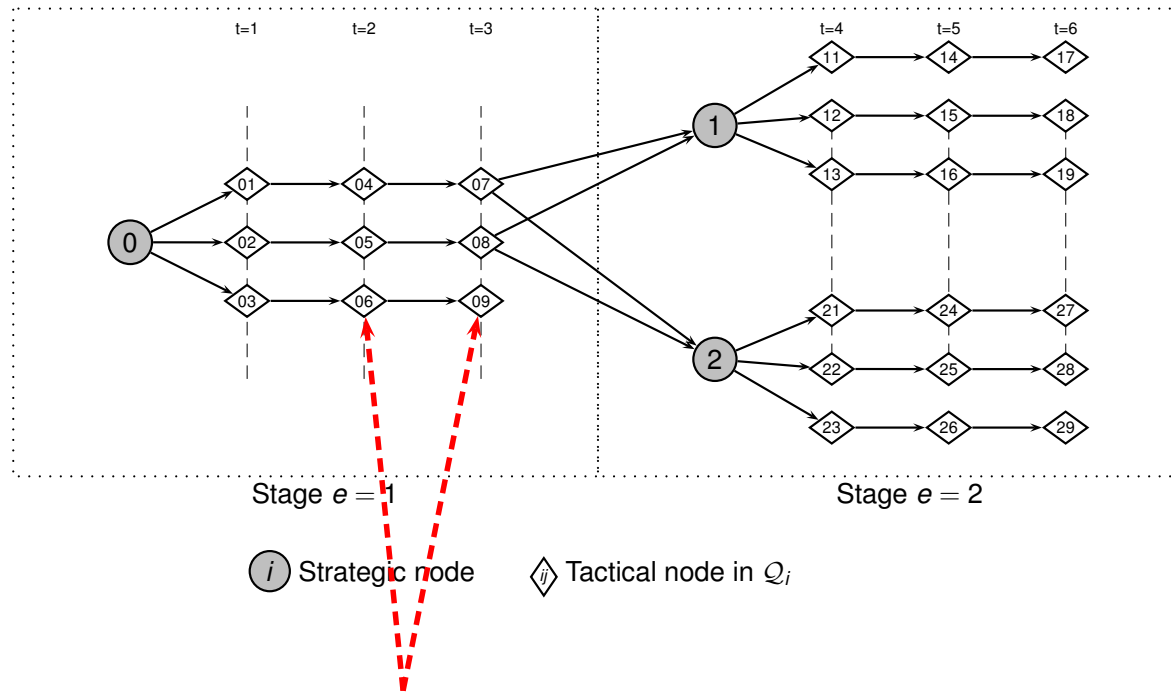 t=1 t=2 t=3 t=4 t=5 t=6
11 14 17
12 15 18
1
01 04 07 13 16 19
0 02 05 08
03 06 09 21 24 27
2 22 25 28
23 26 29
Stage e = 1 Stage e = 2
i Strategic node ij Tactical node in 𝒬i